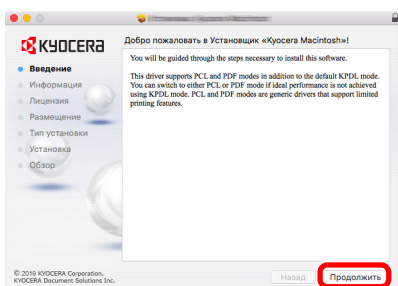 KYOCERA
Добро пожаловать в Установщик «Kyocera Macintosh»!
Введение
Информация
Лицензия
Размещение
Тип установки
Установка
Обзор
You will be guided through the steps necessary to install this software.
This driver supports PCL and PDF modes in addition to the default KPDL mode.
You can switch to either PCL or PDF mode if ideal performance is not achieved
using KPDL mode. PCL and PDF modes are generic drivers that support limited
printing features.
© 2019 KYOCERA Corporation,
KYOCERA Document Solutions Inc.
Назад
Продолжить